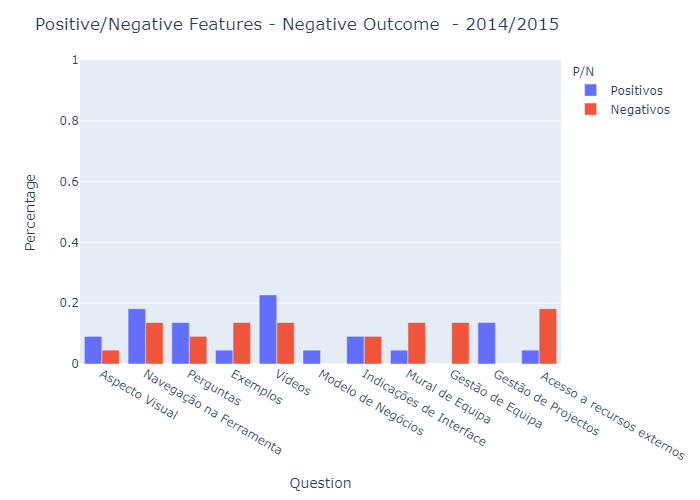 Positive/Negative Features - Negative Outcome - 2014/2015
P/N
Positivos
Negativos
Percentage
1
0.8
0.6
0.4
0.2
0
Aspecto Visual
Navegação na Ferramenta
Perguntas
Exemplos
Vídeos
Modelo de Negócios
Indicações de Interface
Mural de Equipa
Gestão de Equipa
Gestão de Projectos
Acesso a recursos externos
Question